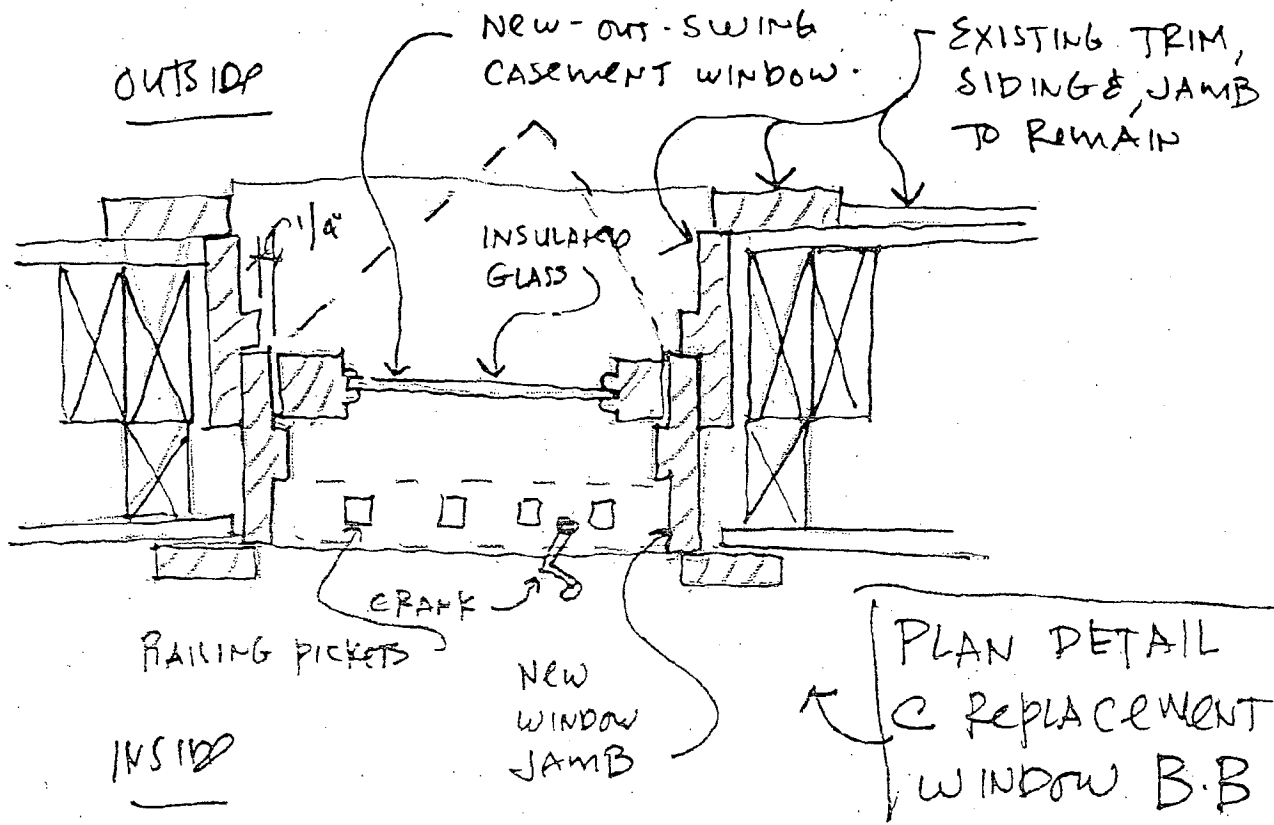 OUTSIDE
NEW-OUT-SWING
CASEMENT WINDOW.
EXISTING TRIM,
SIDING &, JAMB
TO REMAIN
1/4"
INSULATED
GLASS
CRANK
RAILING PICKETS
NEW
WINDOW
JAMB
INSIDE
PLAN DETAIL
C REPLACEMENT
WINDOW B.B